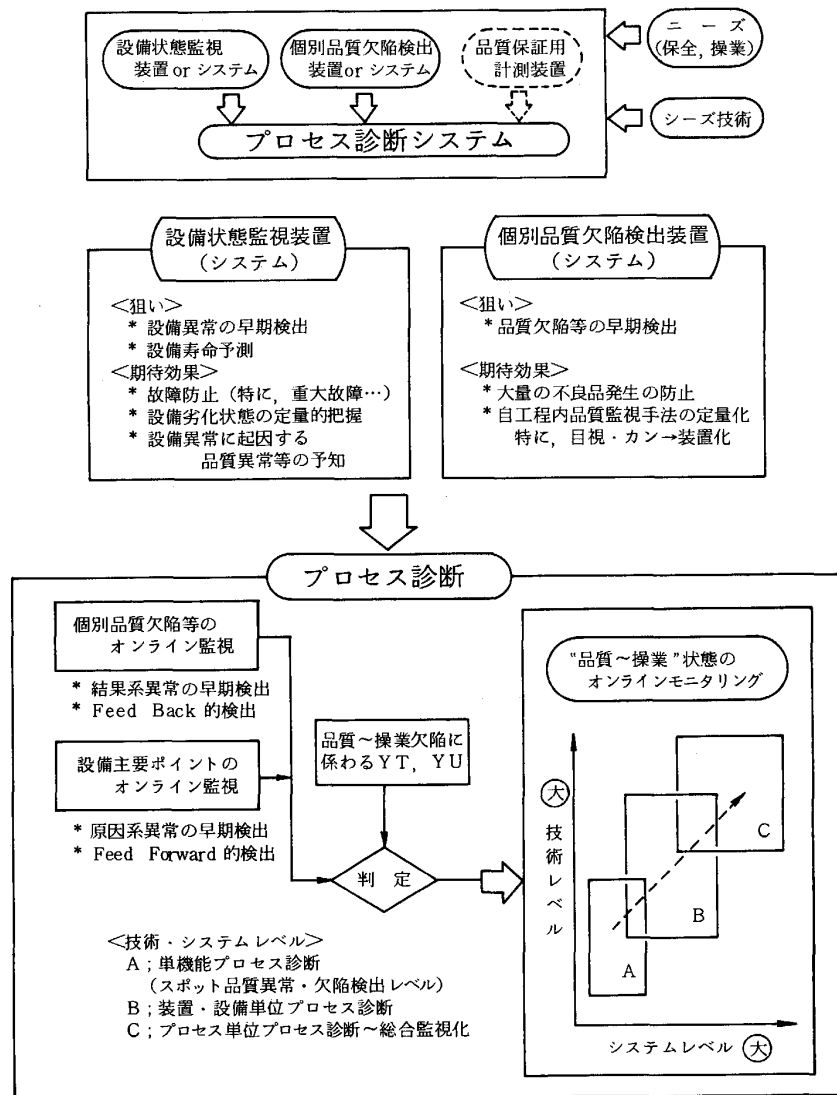 設備状態監視
装置orシステム
個別品質欠陥検出
装置orシステム
品質保証用
計測装置
ニーズ
(保全, 操業)
シーズ技術
プロセス診断システム
設備状態監視装置
(システム)
<狙い>
* 設備異常の早期検出
* 設備寿命予測
<期待効果>
* 故障防止（特に, 重大故障…）
* 設備劣化状態の定量的把握
* 設備異常に起因する
品質異常等の予知
個別品質欠陥検出装置
(システム)
<狙い>
* 品質欠陥等の早期検出
<期待効果>
* 大量の不良品発生の防止
* 自工程内品質監視手法の定量化
特に, 目視・カン→装置化
プロセス診断
個別品質欠陥等の
オンライン監視
* 結果系異常の早期検出
* Feed Back 的検出
設備主要ポイントの
オンライン監視
* 原因系異常の早期検出
* Feed Forward 的検出
品質～操業欠陥に
係わるYT, YU
判定
<技術・システムレベル>
A ; 単機能プロセス診断
（スポット品質異常・欠陥検出レベル）
B ; 装置・設備単位プロセス診断
C ; プロセス単位プロセス診断～総合監視化
“品質～操業”状態の
オンラインモニタリング
大
技術レベル
A
B
C
システムレベル 大